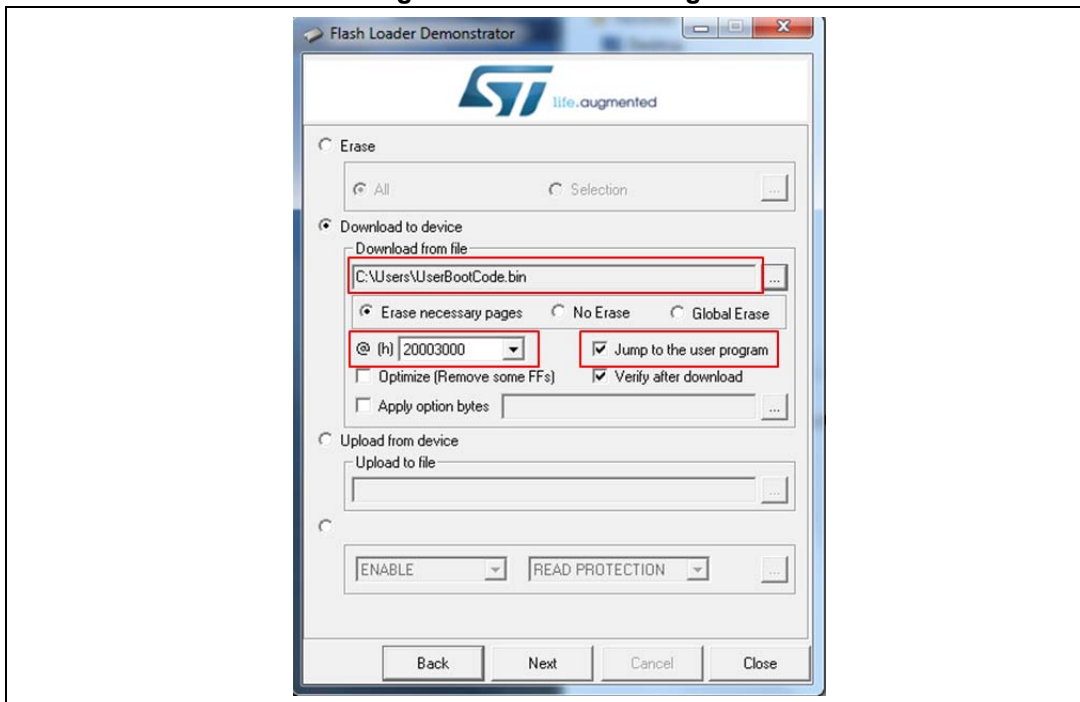 Flash Loader Demonstrator
life.augmented
Erase
All Selection ...
Download to device
Download from file
C:\Users\UserBootCode.bin ...
Erase necessary pages No Erase Global Erase
@ (h) 20003000 Jump to the user program
Optimize (Remove some FFs) Verify after download
Apply option bytes ...
Upload from device
Upload to file
...
ENABLE READ PROTECTION ...
Back Next Cancel Close